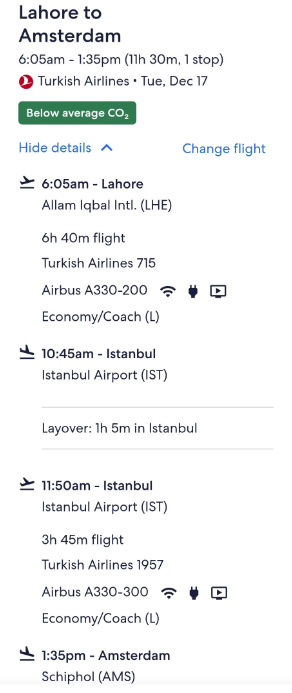 Lahore to
Amsterdam
6:05am - 1:35pm (11h 30m, 1 stop)
Turkish Airlines • Tue, Dec 17
Below average CO₂
Hide details Change flight
6:05am - Lahore
Allam Iqbal Intl. (LHE)
6h 40m flight
Turkish Airlines 715
Airbus A330-200
Economy/Coach (L)
10:45am - Istanbul
Istanbul Airport (IST)
Layover: 1h 5m in Istanbul
11:50am - Istanbul
Istanbul Airport (IST)
3h 45m flight
Turkish Airlines 1957
Airbus A330-300
Economy/Coach (L)
1:35pm - Amsterdam
Schiphol (AMS)